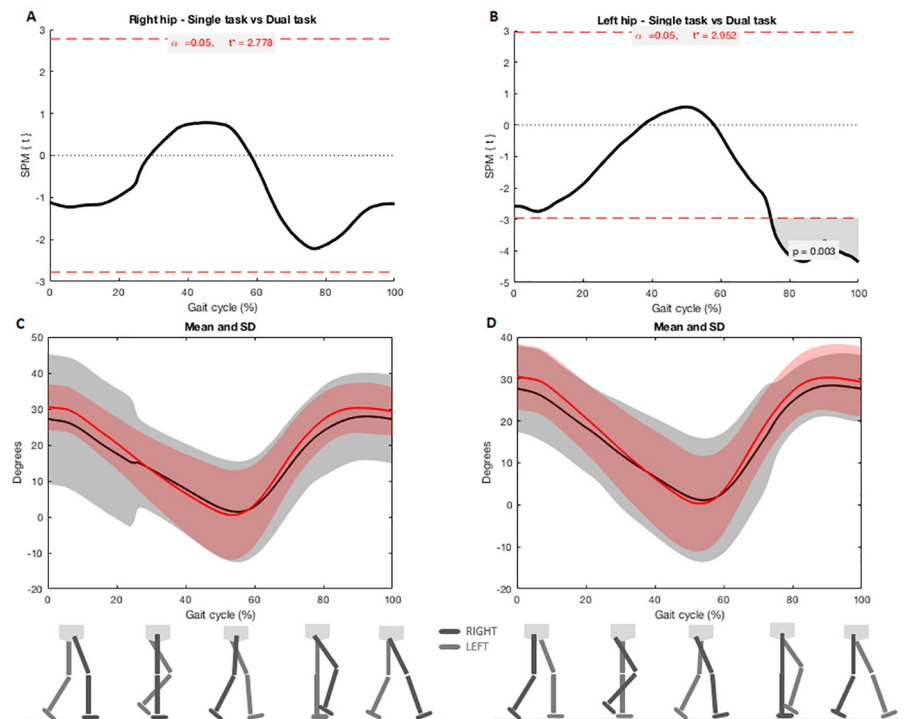 A
Right hip - Single task vs Dual task
α =0.05, t* = 2.778
SPM { t }
3
2
1
0
-1
-2
-3
0 20 40 60 80 100
Gait cycle (%)
B
Left hip - Single task vs Dual task
α =0.05, t* = 2.952
SPM { t }
3
2
1
0
-1
-2
-3
-4
-5
p = 0.003
0 20 40 60 80 100
Gait cycle (%)
C
Mean and SD
Degrees
50
40
30
20
10
0
-10
-20
0 20 40 60 80 100
Gait cycle (%)
D
Mean and SD
Degrees
40
30
20
10
0
-10
-20
0 20 40 60 80 100
Gait cycle (%)
RIGHT
LEFT